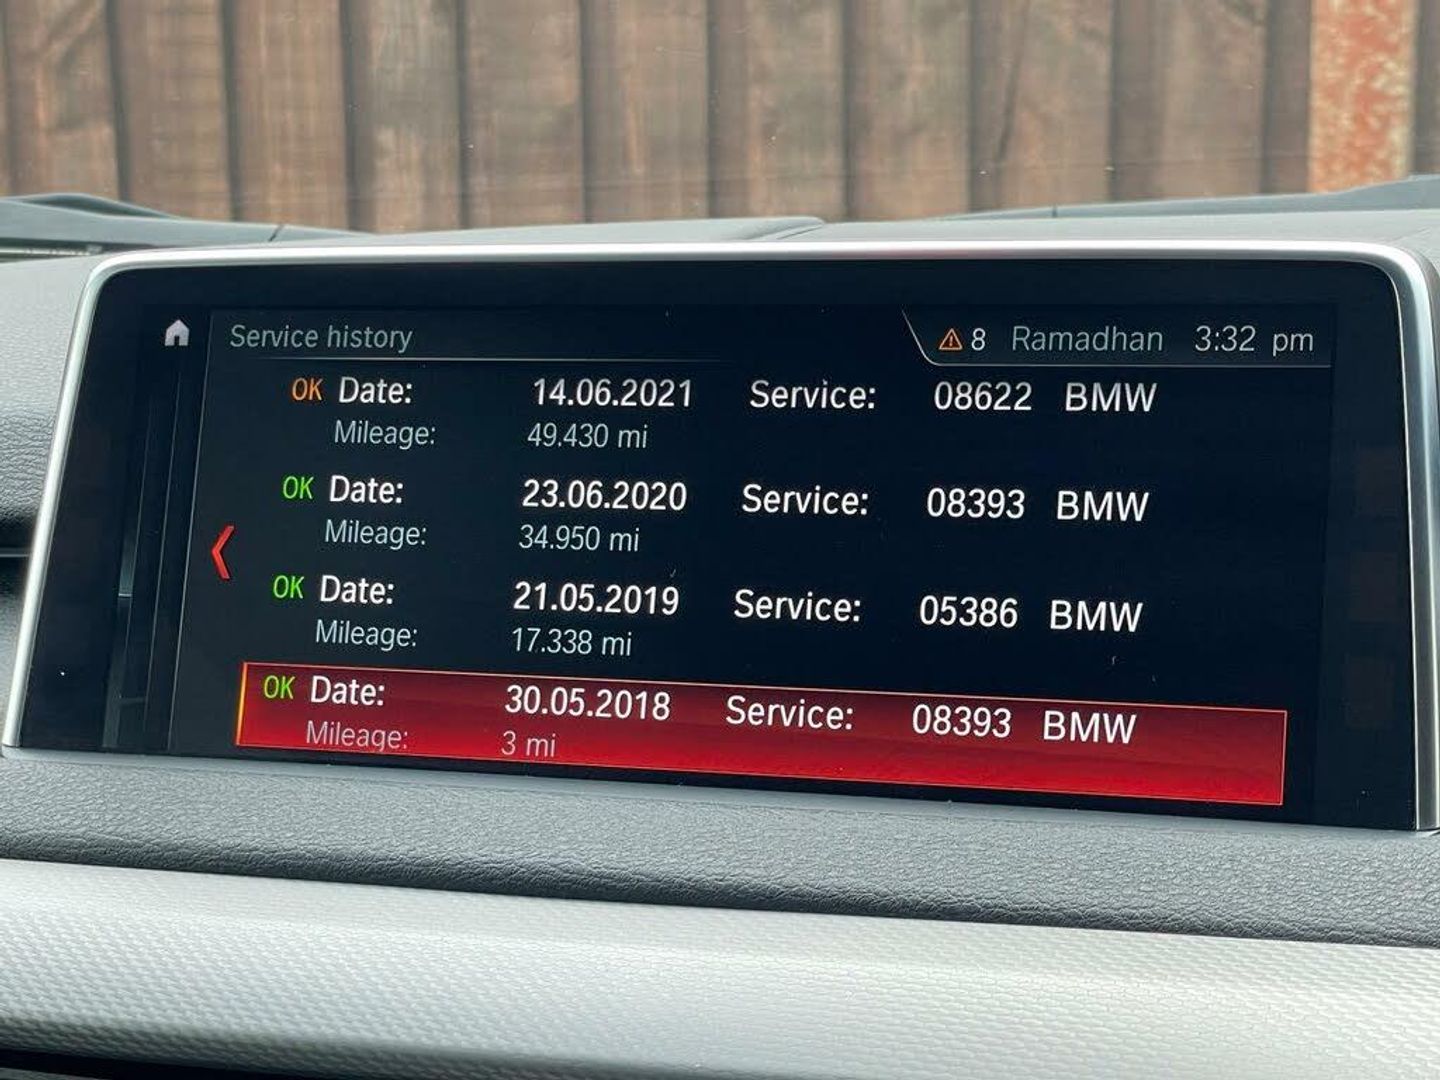 Service history 8 Ramadhan 3:32 pm
OK Date: 14.06.2021 Service: 08622 BMW
Mileage: 49.430 mi
OK Date: 23.06.2020 Service: 08393 BMW
Mileage: 34.950 mi
OK Date: 21.05.2019 Service: 05386 BMW
Mileage: 17.338 mi
OK Date: 30.05.2018 Service: 08393 BMW
Mileage: 3 mi